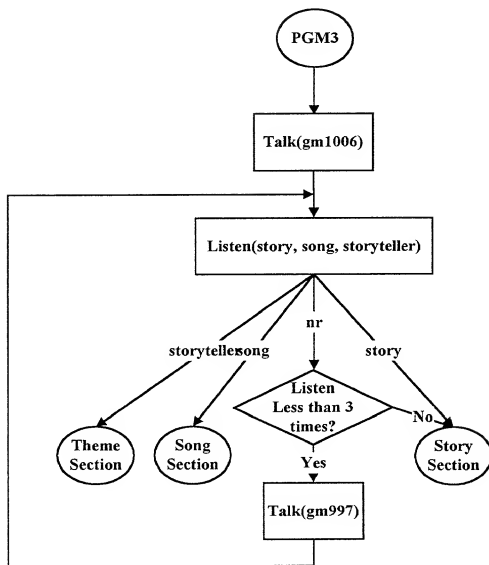 PGM3
Talk(gm1006)
Listen(story, song, storyteller)
nr
storyteller
song
story
Listen
Less than 3
times?
No
Theme
Section
Song
Section
Story
Section
Yes
Talk(gm997)